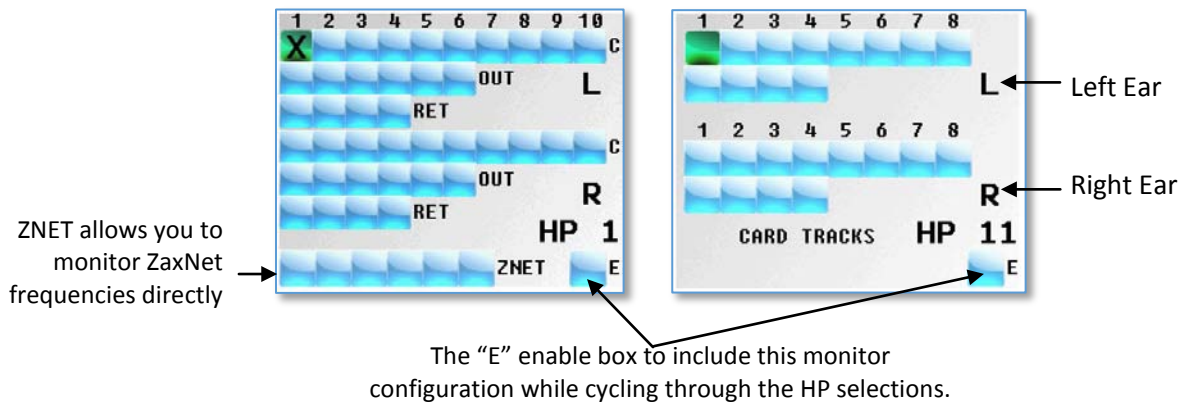 1 2 3 4 5 6 7 8 9 10
X
C
OUT
L
RET
C
OUT
R
RET
HP 1
ZNET
E
1 2 3 4 5 6 7 8
L
1 2 3 4 5 6 7 8
R
CARD TRACKS HP 11
E
Left Ear
Right Ear
ZNET allows you to
monitor ZaxNet
frequencies directly
The “E” enable box to include this monitor
configuration while cycling through the HP selections.